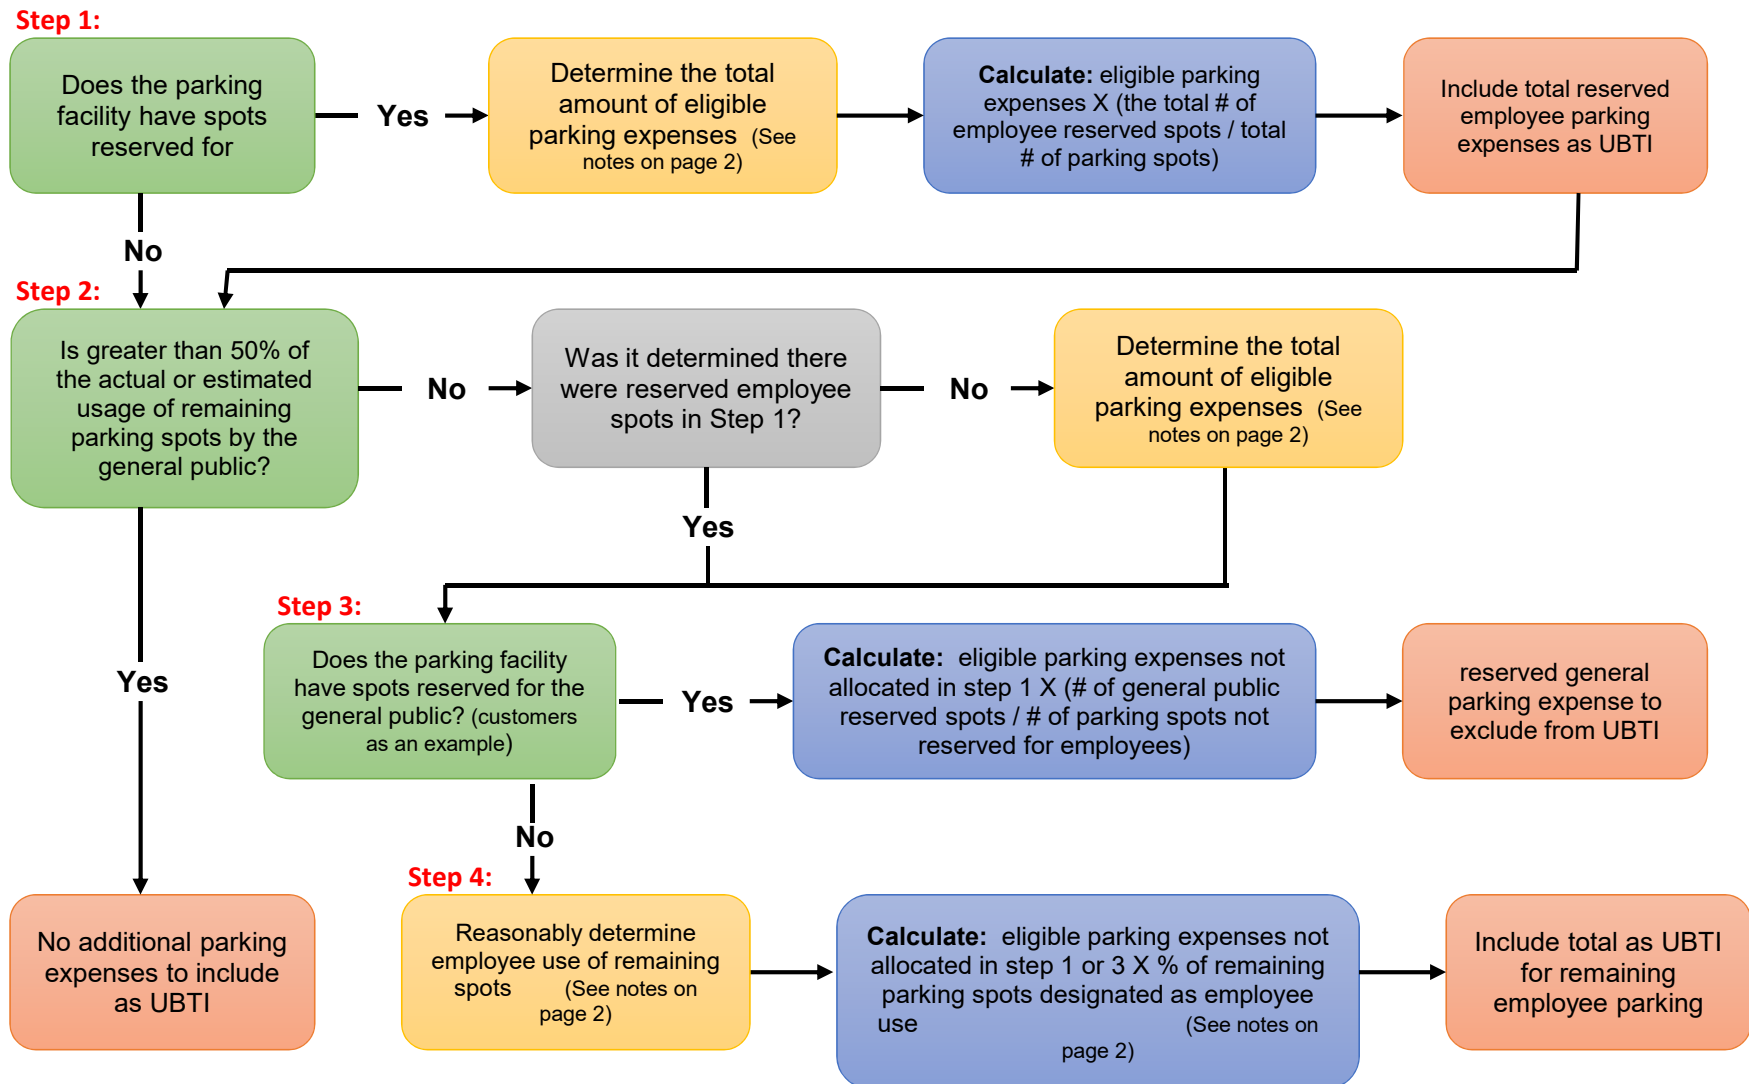 Step 1:
Does the parking
facility have spots
reserved for
Yes
Determine the total
amount of eligible
parking expenses (See
notes on page 2)
Calculate: eligible parking
expenses X (the total # of
employee reserved spots / total
# of parking spots)
Include total reserved
employee parking
expenses as UBTI
No
Step 2:
Is greater than 50% of
the actual or estimated
usage of remaining
parking spots by the
general public?
No
Was it determined there
were reserved employee
spots in Step 1?
No
Determine the total
amount of eligible
parking expenses (See
notes on page 2)
Yes
Yes
Step 3:
Does the parking facility
have spots reserved for the
general public? (customers
as an example)
Yes
Calculate: eligible parking expenses not
allocated in step 1 X (# of general public
reserved spots / # of parking spots not
reserved for employees)
reserved general
parking expense to
exclude from UBTI
No
Step 4:
No additional parking
expenses to include
as UBTI
Reasonably determine
employee use of remaining
spots (See notes on
page 2)
Calculate: eligible parking expenses not
allocated in step 1 or 3 X % of remaining
parking spots designated as employee
use (See notes on
page 2)
Include total as UBTI
for remaining
employee parking